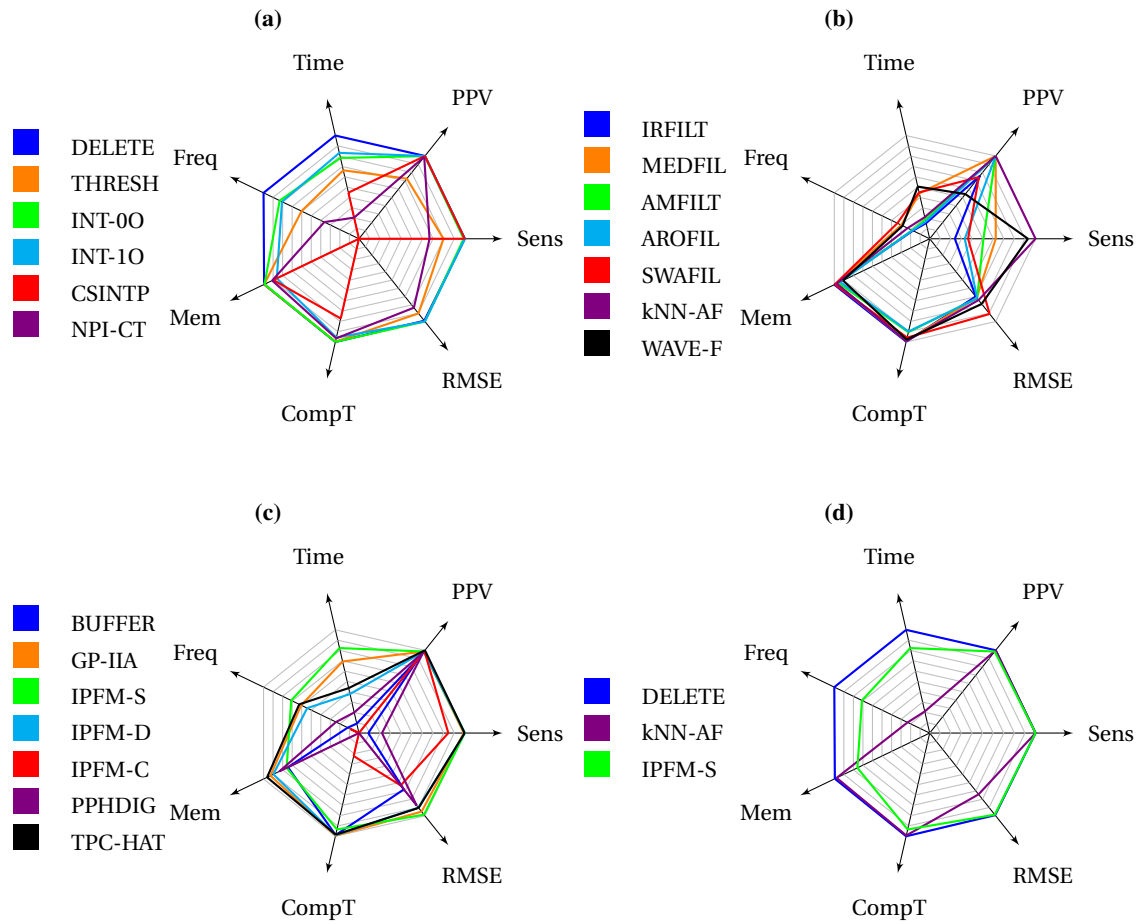 (a)
Time
PPV
Freq
Sens
Mem
RMSE
CompT
DELETE
THRESH
INT-0O
INT-1O
CSINTP
NPI-CT
(b)
Time
PPV
Freq
Sens
Mem
RMSE
CompT
IRFILT
MEDFIL
AMFILT
AROFIL
SWAFIL
kNN-AF
WAVE-F
(c)
Time
PPV
Freq
Sens
Mem
RMSE
CompT
BUFFER
GP-IIA
IPFM-S
IPFM-D
IPFM-C
PPHDIG
TPC-HAT
(d)
Time
PPV
Freq
Sens
Mem
RMSE
CompT
DELETE
kNN-AF
IPFM-S